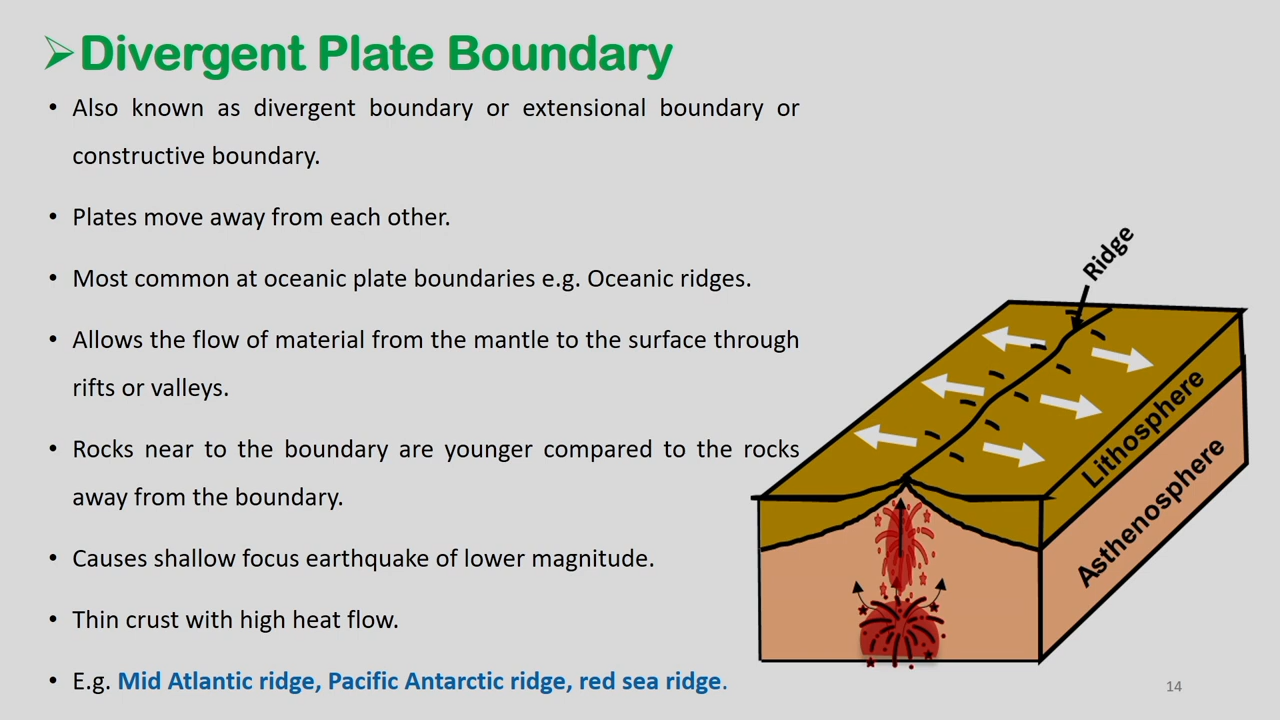 ➢Divergent Plate Boundary
• Also known as divergent boundary or extensional boundary or
constructive boundary.
• Plates move away from each other.
• Most common at oceanic plate boundaries e.g. Oceanic ridges.
• Allows the flow of material from the mantle to the surface through
rifts or valleys.
• Rocks near to the boundary are younger compared to the rocks
away from the boundary.
• Causes shallow focus earthquake of lower magnitude.
• Thin crust with high heat flow.
• E.g. Mid Atlantic ridge, Pacific Antarctic ridge, red sea ridge.
Ridge
Lithosphere
Asthenosphere
14